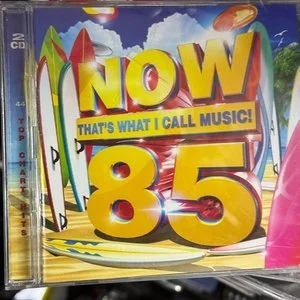 2CD
44 TOP CHART HITS
NOW
THAT'S WHAT I CALL MUSIC!
85